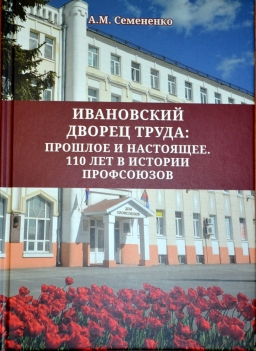 А.М. Семененко
ИВАНОВСКИЙ
ДВОРЕЦ ТРУДА:
ПРОШЛОЕ И НАСТОЯЩЕЕ.
110 ЛЕТ В ИСТОРИИ
ПРОФСОЮЗОВ